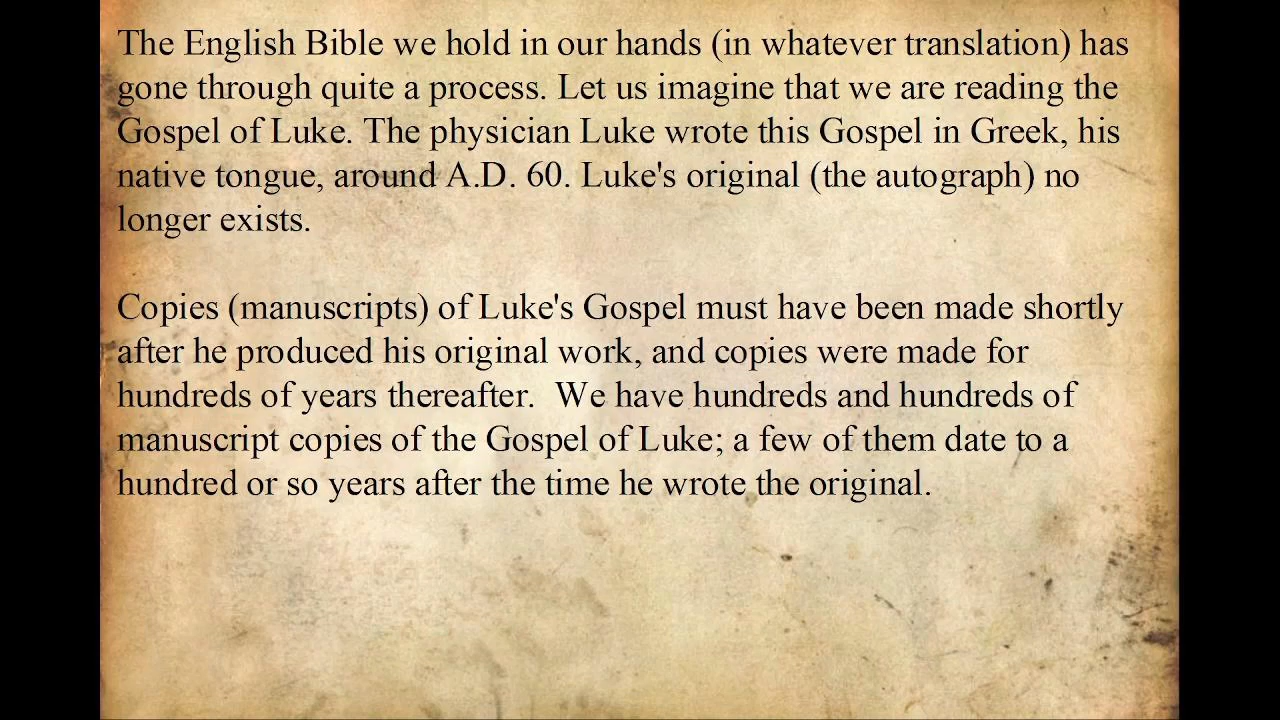 The English Bible we hold in our hands (in whatever translation) has
gone through quite a process. Let us imagine that we are reading the
Gospel of Luke. The physician Luke wrote this Gospel in Greek, his
native tongue, around A.D. 60. Luke's original (the autograph) no
longer exists.

Copies (manuscripts) of Luke's Gospel must have been made shortly
after he produced his original work, and copies were made for
hundreds of years thereafter.  We have hundreds and hundreds of
manuscript copies of the Gospel of Luke; a few of them date to a
hundred or so years after the time he wrote the original.